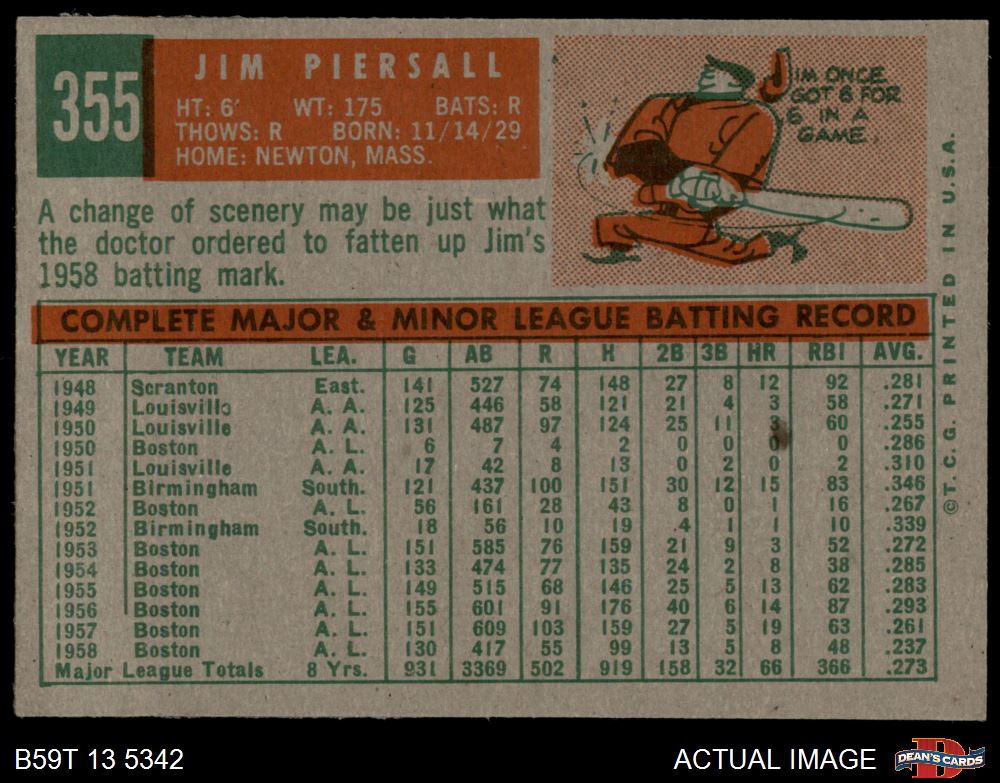 355
JIM PIERSALL
HT: 6' WT: 175 BATS: R
THOWS: R BORN: 11/14/29
HOME: NEWTON, MASS.
JIM ONCE
GOT 6 FOR
6 IN A
GAME.
A change of scenery may be just what
the doctor ordered to fatten up Jim's
1958 batting mark.
COMPLETE MAJOR & MINOR LEAGUE BATTING RECORD
YEAR TEAM LEA. G AB R H 2B 3B HR RBI AVG.
1948 Scranton East. 141 527 74 148 27 8 12 92 .281
1949 Louisville A. A. 125 446 58 121 21 4 3 58 .271
1950 Louisville A. A. 131 487 97 124 25 11 3 60 .255
1950 Boston A. L. 6 7 4 2 0 0 0 0 .286
1951 Louisville A. A. 17 42 8 13 0 2 0 2 .310
1951 Birmingham South. 121 437 100 151 30 12 15 83 .346
1952 Boston A. L. 56 161 28 43 8 0 1 16 .267
1952 Birmingham South. 18 56 10 19 .4 1 1 10 .339
1953 Boston A. L. 151 585 76 159 21 9 3 52 .272
1954 Boston A. L. 133 474 77 135 24 2 8 38 .285
1955 Boston A. L. 149 515 68 146 25 5 13 62 .283
1956 Boston A. L. 155 601 91 176 40 6 14 87 .293
1957 Boston A. L. 151 609 103 159 27 5 19 63 .261
1958 Boston A. L. 130 417 55 99 13 5 8 48 .237
Major League Totals 8 Yrs. 931 3369 502 919 158 32 66 366 .273
©T. C. G. PRINTED IN U.S.A.
B59T 13 5342
ACTUAL IMAGE
D
DEAN'S CARDS